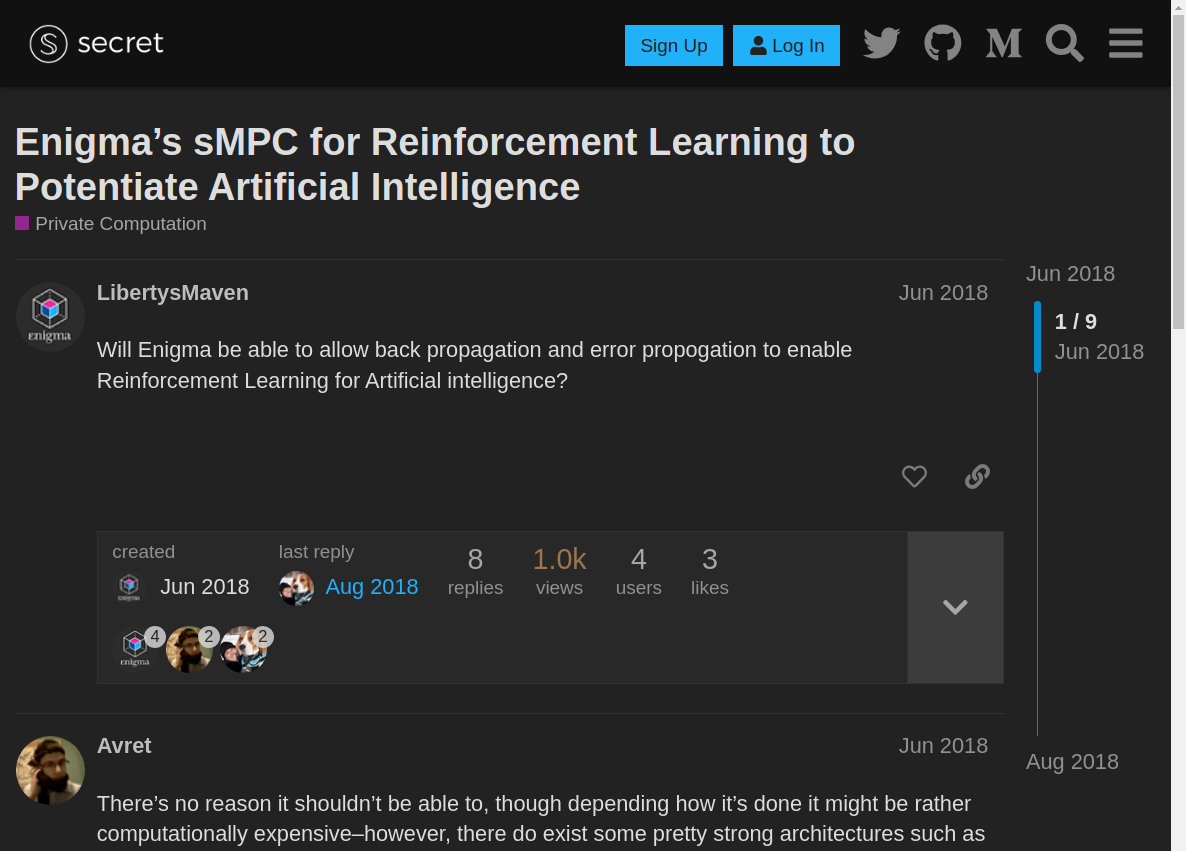 secret
Sign Up
Log In
Enigma’s sMPC for Reinforcement Learning to
Potentiate Artificial Intelligence
Private Computation
Jun 2018
LibertysMaven
Jun 2018
enigma
1 / 9
Jun 2018
Will Enigma be able to allow back propagation and error propogation to enable
Reinforcement Learning for Artificial intelligence?
created
last reply
8
1.0k
4
3
Jun 2018
Aug 2018
replies
views
users
likes
4
2
2
enigma
Avret
Jun 2018
Aug 2018
There’s no reason it shouldn’t be able to, though depending how it’s done it might be rather
computationally expensive–however, there do exist some pretty strong architectures such as